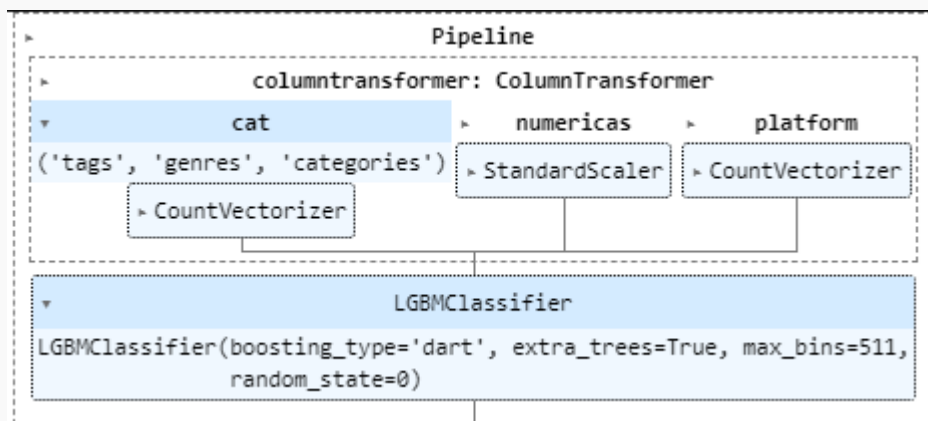 Pipeline
columntransformer: ColumnTransformer
cat
numericas
platform
('tags', 'genres', 'categories')
StandardScaler
CountVectorizer
CountVectorizer
LGBMClassifier
LGBMClassifier(boosting_type='dart', extra_trees=True, max_bins=511,
random_state=0)